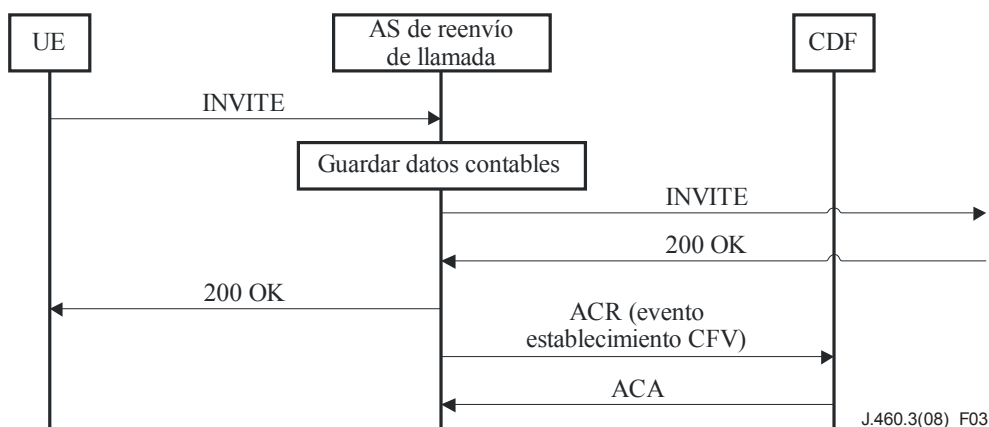 UE
AS de reenvío
de llamada
CDF
INVITE
Guardar datos contables
INVITE
200 OK
200 OK
ACR (evento
establecimiento CFV)
ACA
J.460.3(08)_F03